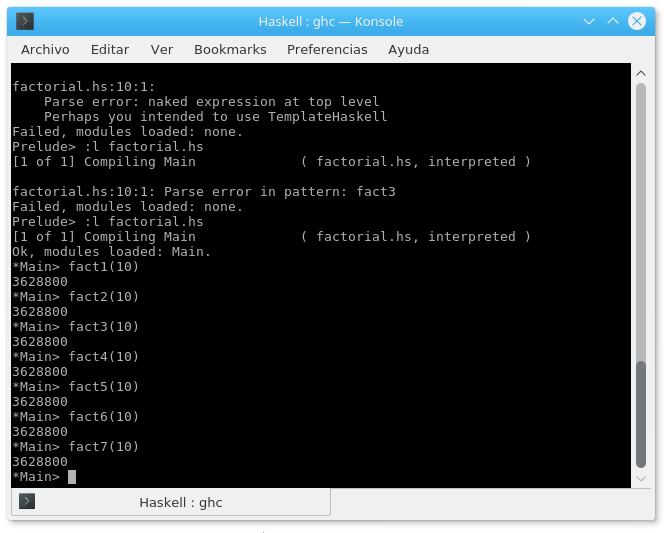 Haskell : ghc — Konsole
Archivo Editar Ver Bookmarks Preferencias Ayuda
factorial.hs:10:1:
    Parse error: naked expression at top level
    Perhaps you intended to use TemplateHaskell
Failed, modules loaded: none.
Prelude> :l factorial.hs
[1 of 1] Compiling Main             ( factorial.hs, interpreted )

factorial.hs:10:1: Parse error in pattern: fact3
Failed, modules loaded: none.
Prelude> :l factorial.hs
[1 of 1] Compiling Main             ( factorial.hs, interpreted )
Ok, modules loaded: Main.
*Main> fact1(10)
3628800
*Main> fact2(10)
3628800
*Main> fact3(10)
3628800
*Main> fact4(10)
3628800
*Main> fact5(10)
3628800
*Main> fact6(10)
3628800
*Main> fact7(10)
3628800
*Main>
Haskell : ghc